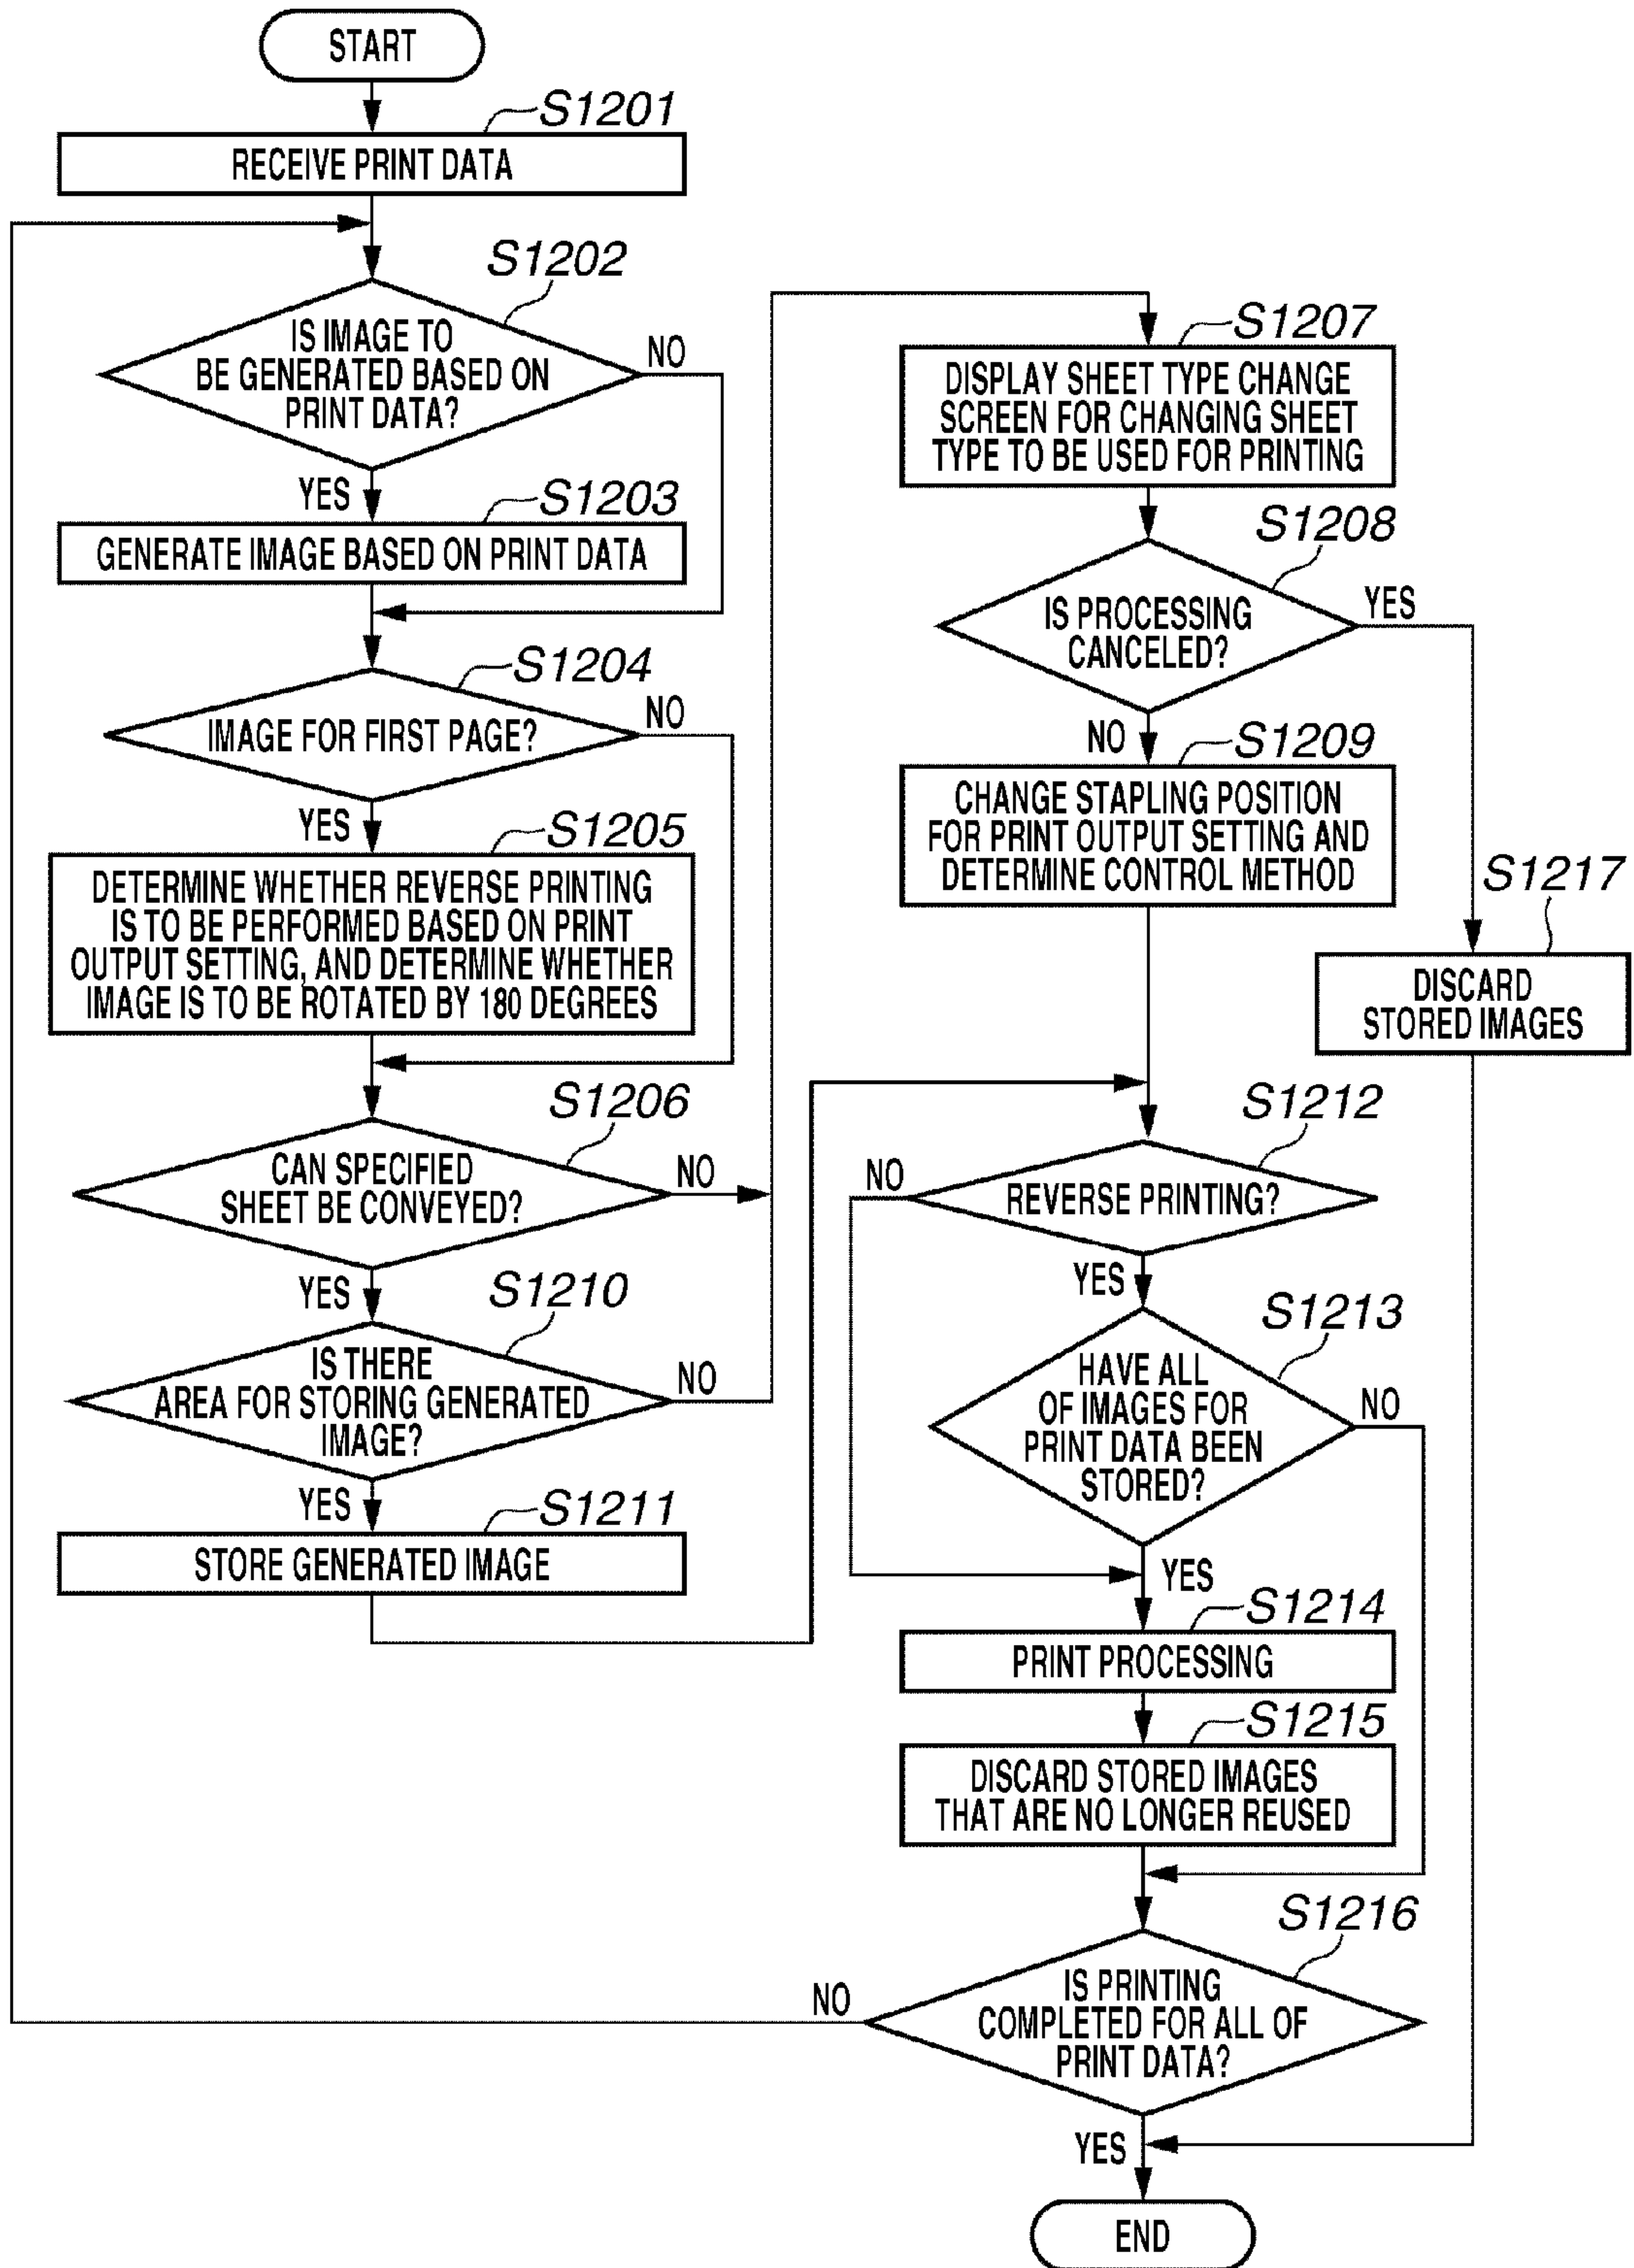 START
S1201
RECEIVE PRINT DATA
S1202
IS IMAGE TO
BE GENERATED BASED ON
PRINT DATA?
NO
YES
S1203
GENERATE IMAGE BASED ON PRINT DATA
S1204
IMAGE FOR FIRST PAGE?
NO
YES
S1205
DETERMINE WHETHER REVERSE PRINTING
IS TO BE PERFORMED BASED ON PRINT
OUTPUT SETTING, AND DETERMINE WHETHER
IMAGE IS TO BE ROTATED BY 180 DEGREES
S1206
CAN SPECIFIED
SHEET BE CONVEYED?
NO
YES
S1210
IS THERE
AREA FOR STORING GENERATED
IMAGE?
NO
YES
S1211
STORE GENERATED IMAGE
S1207
DISPLAY SHEET TYPE CHANGE
SCREEN FOR CHANGING SHEET
TYPE TO BE USED FOR PRINTING
S1208
IS PROCESSING
CANCELED?
YES
NO
S1209
CHANGE STAPLING POSITION
FOR PRINT OUTPUT SETTING AND
DETERMINE CONTROL METHOD
S1217
DISCARD
STORED IMAGES
S1212
REVERSE PRINTING?
NO
YES
S1213
HAVE ALL
OF IMAGES FOR
PRINT DATA BEEN
STORED?
NO
YES
S1214
PRINT PROCESSING
S1215
DISCARD STORED IMAGES
THAT ARE NO LONGER REUSED
S1216
IS PRINTING
COMPLETED FOR ALL OF
PRINT DATA?
NO
YES
END